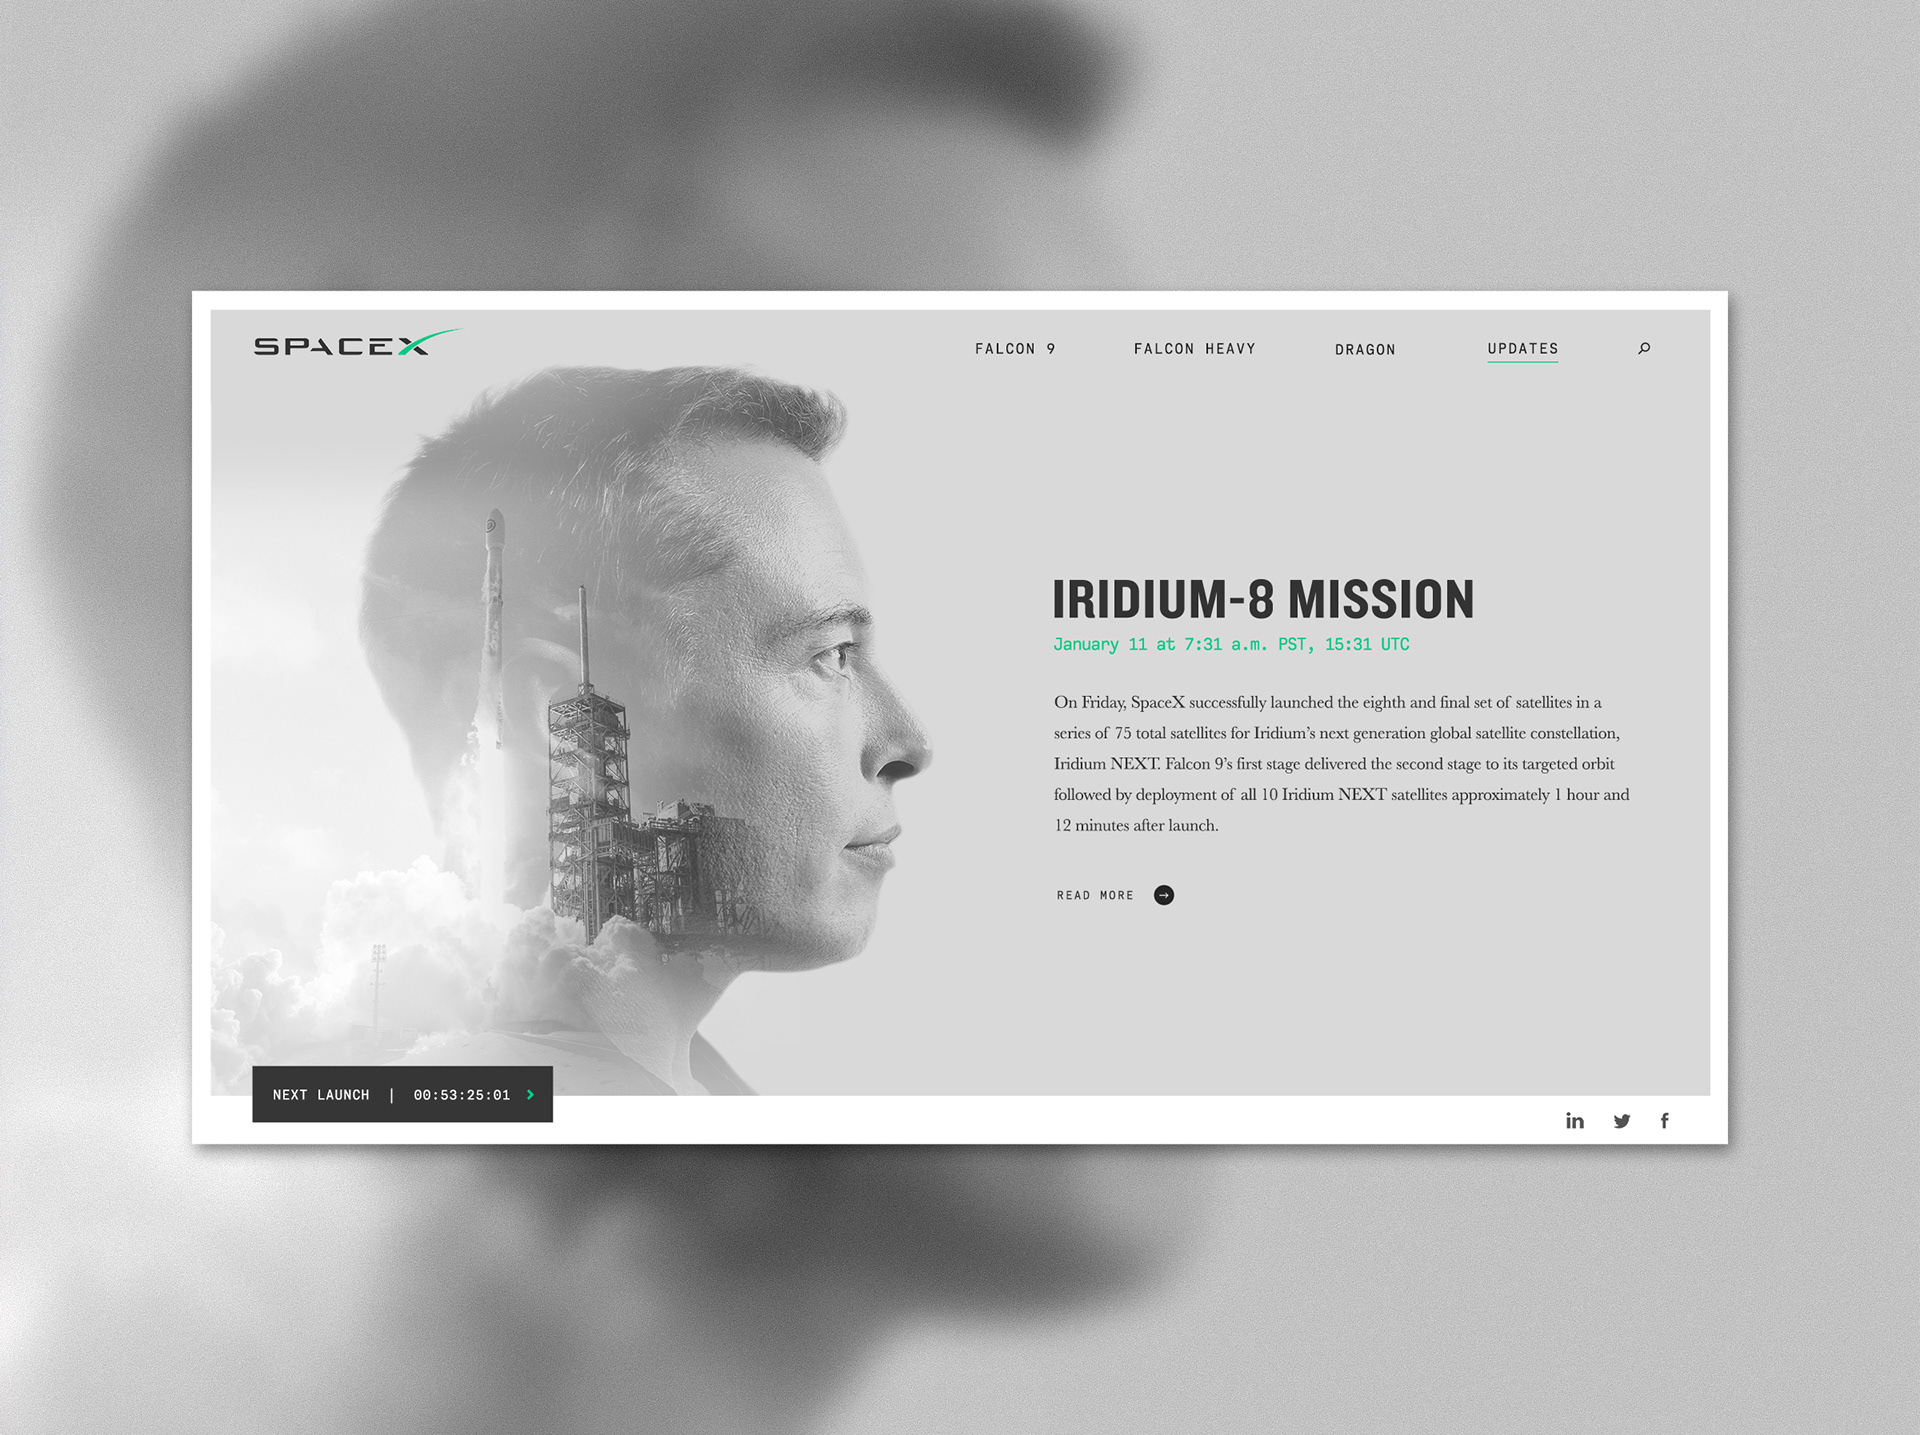 SPACEX
FALCON 9
FALCON HEAVY
DRAGON
UPDATES
IRIDIUM-8 MISSION
January 11 at 7:31 a.m. PST, 15:31 UTC
On Friday, SpaceX successfully launched the eighth and final set of satellites in a
series of 75 total satellites for Iridium’s next generation global satellite constellation,
Iridium NEXT. Falcon 9’s first stage delivered the second stage to its targeted orbit
followed by deployment of all 10 Iridium NEXT satellites approximately 1 hour and
12 minutes after launch.
READ MORE
NEXT LAUNCH | 00:53:25:01
in
f